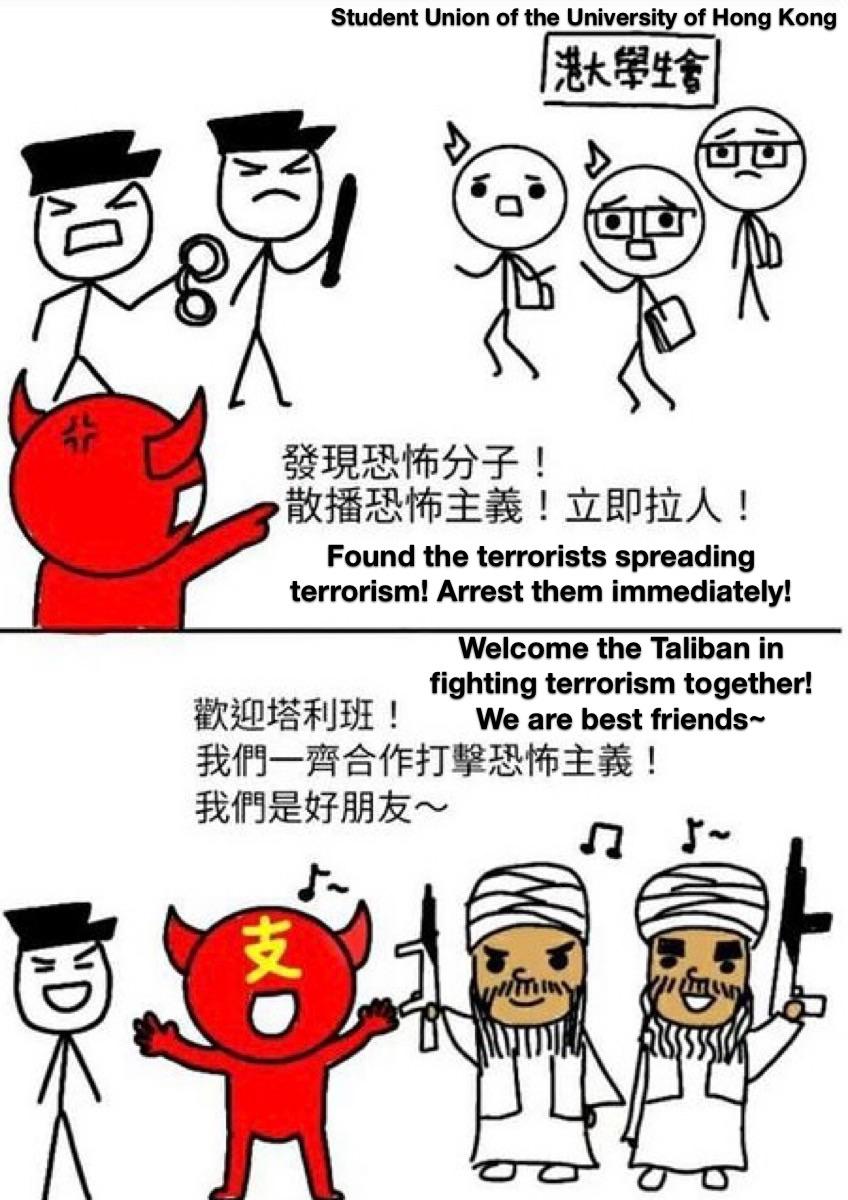 Student Union of the University of Hong Kong
港大學生會
發現恐怖分子！
散播恐怖主義！立即拉人！
Found the terrorists spreading
terrorism! Arrest them immediately!
Welcome the Taliban in
fighting terrorism together!
We are best friends~
歡迎塔利班！
我們一齊合作打擊恐怖主義！
我們是好朋友～
支